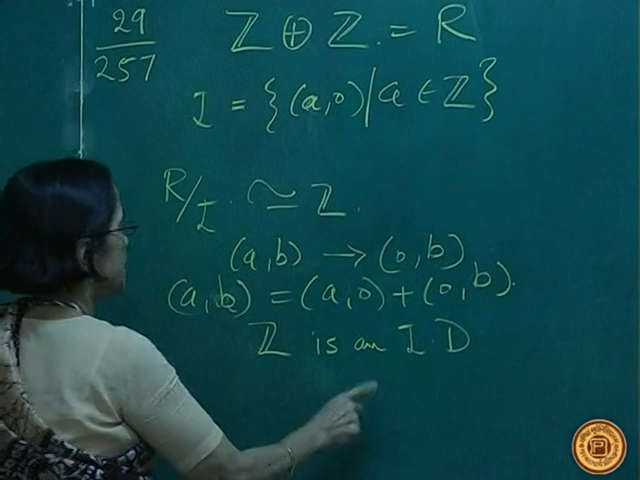 29/257
ℤ ⊕ ℤ. = R
I = {(a,0) | a ∈ ℤ}
R/I. ≃ ℤ.
(a,b) → (0,b)
(a,b) = (a,0) + (0,b).
ℤ is an I.D